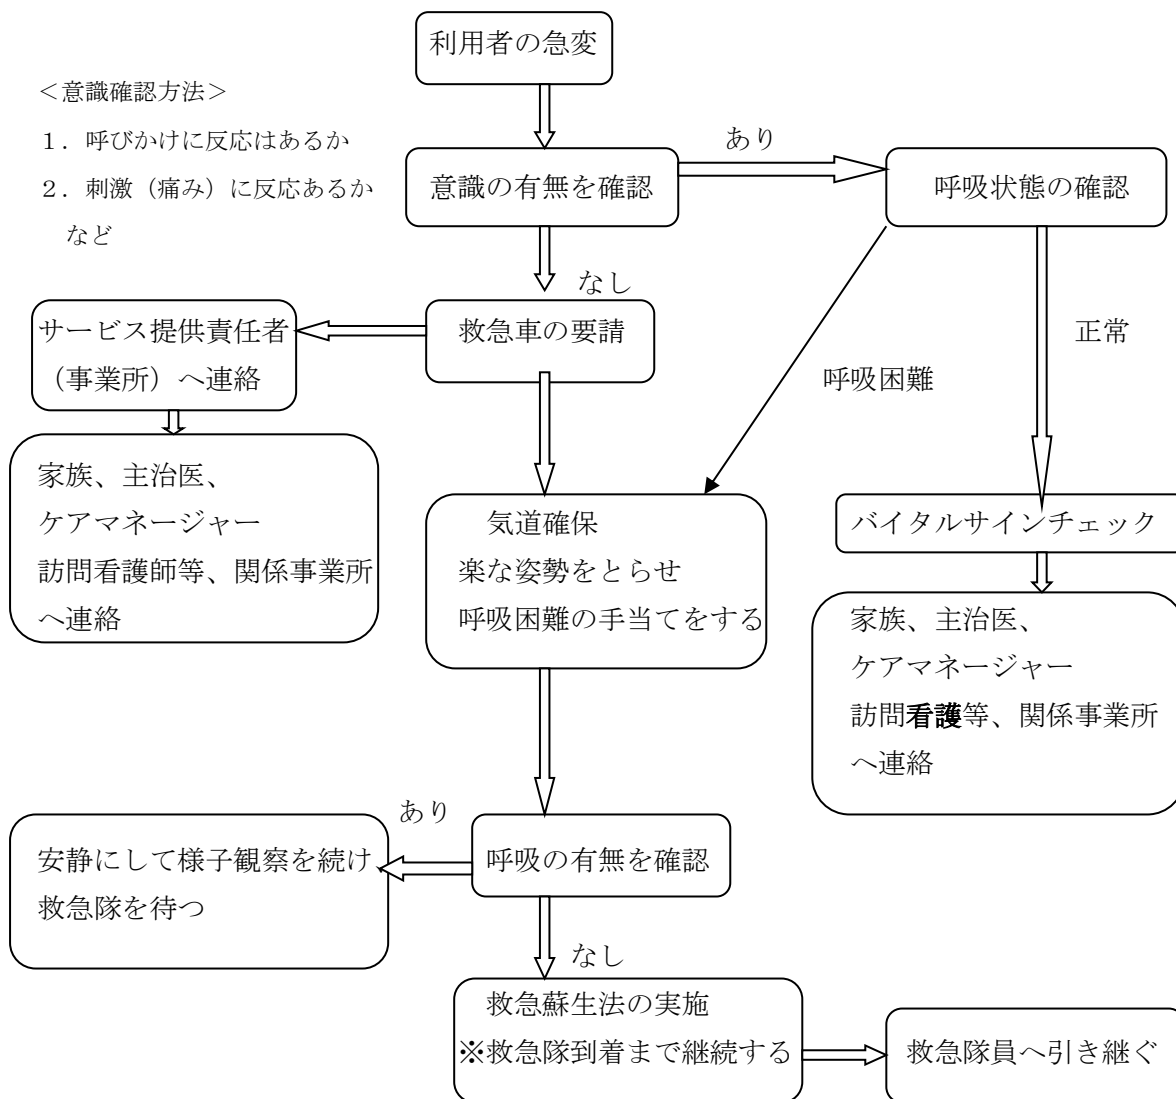 利用者の急変
＜意識確認方法＞
１．呼びかけに反応はあるか
２．刺激（痛み）に反応あるか
など
意識の有無を確認
あり
呼吸状態の確認
なし
救急車の要請
サービス提供責任者
（事業所）へ連絡
正常
呼吸困難
家族、主治医、
ケアマネージャー
訪問看護師等、関係事業所
へ連絡
気道確保
楽な姿勢をとらせ
呼吸困難の手当てをする
バイタルサインチェック
家族、主治医、
ケアマネージャー
訪問看護等、関係事業所
へ連絡
あり
呼吸の有無を確認
安静にして様子観察を続け
救急隊を待つ
なし
救急蘇生法の実施
※救急隊到着まで継続する
救急隊員へ引き継ぐ